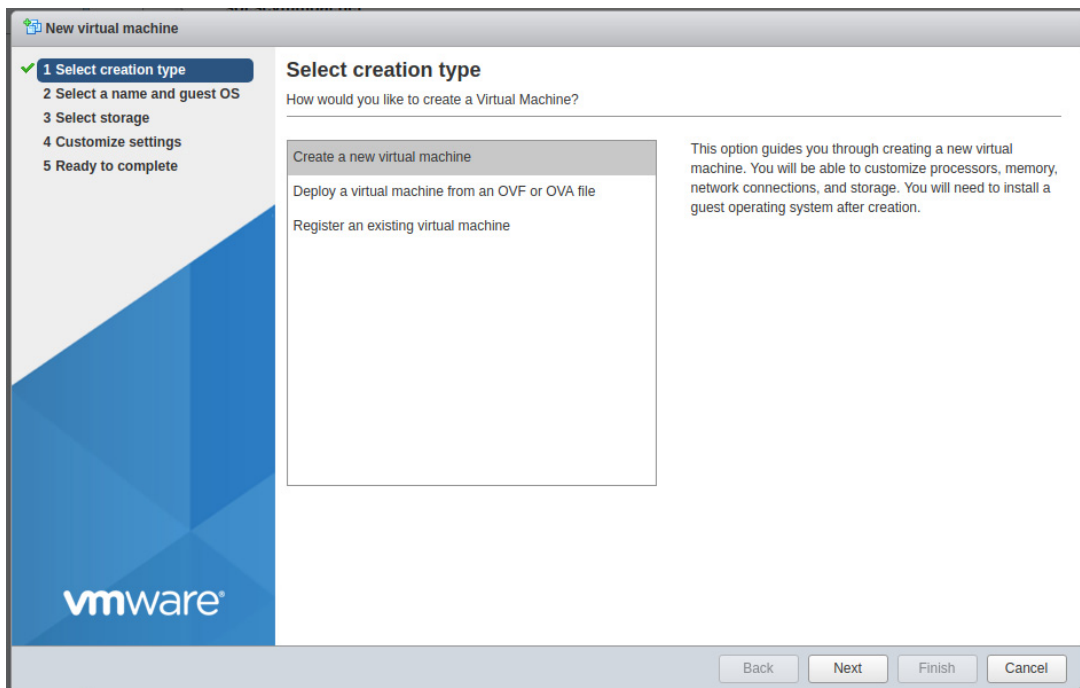 New virtual machine
1 Select creation type
2 Select a name and guest OS
3 Select storage
4 Customize settings
5 Ready to complete
Select creation type
How would you like to create a Virtual Machine?
Create a new virtual machine
Deploy a virtual machine from an OVF or OVA file
Register an existing virtual machine
This option guides you through creating a new virtual
machine. You will be able to customize processors, memory,
network connections, and storage. You will need to install a
guest operating system after creation.
vmware®
Back
Next
Finish
Cancel